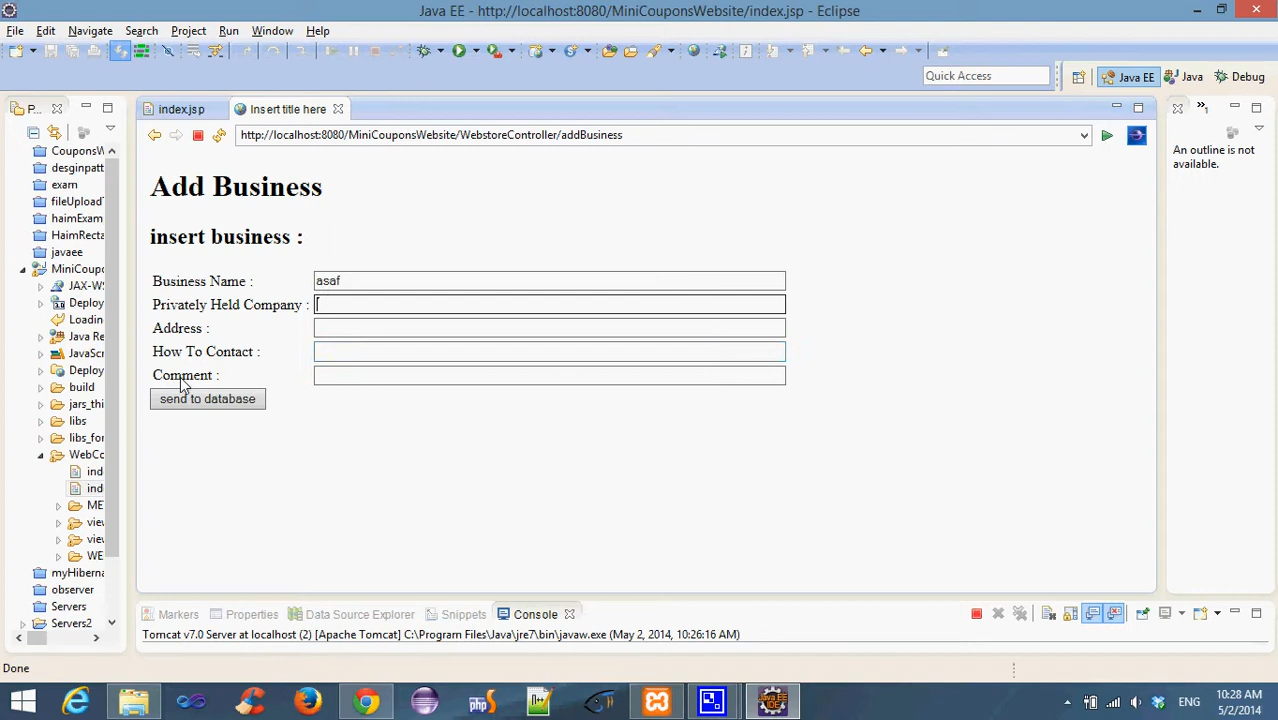 Java EE - http://localhost:8080/MiniCouponsWebsite/index.jsp - Eclipse
File Edit Navigate Search Project Run Window Help
Quick Access
Java EE
Java
Debug
P...
index.jsp
Insert title here
http://localhost:8080/MiniCouponsWebsite/WebstoreController/addBusiness
An outline is not
available.
CouponsW
desginpatt
exam
fileUploadT
haimExam
HaimRecta
javaee
MiniCoupo
JAX-WS
Deploy
Loadin
Java Re
JavaSc
Deploy
build
jars_thi
libs
libs_for
WebCo
ind
ind
ME
viev
viev
WE
myHiberna
observer
Servers
Servers2
Add Business
insert business :
Business Name : asaf
Privately Held Company :
Address :
How To Contact :
Comment :
send to database
Markers
Properties
Data Source Explorer
Snippets
Console
Tomcat v7.0 Server at localhost (2) [Apache Tomcat] C:\Program Files\Java\jre7\bin\javaw.exe (May 2, 2014, 10:26:16 AM)
Done
ENG
10:28 AM
5/2/2014